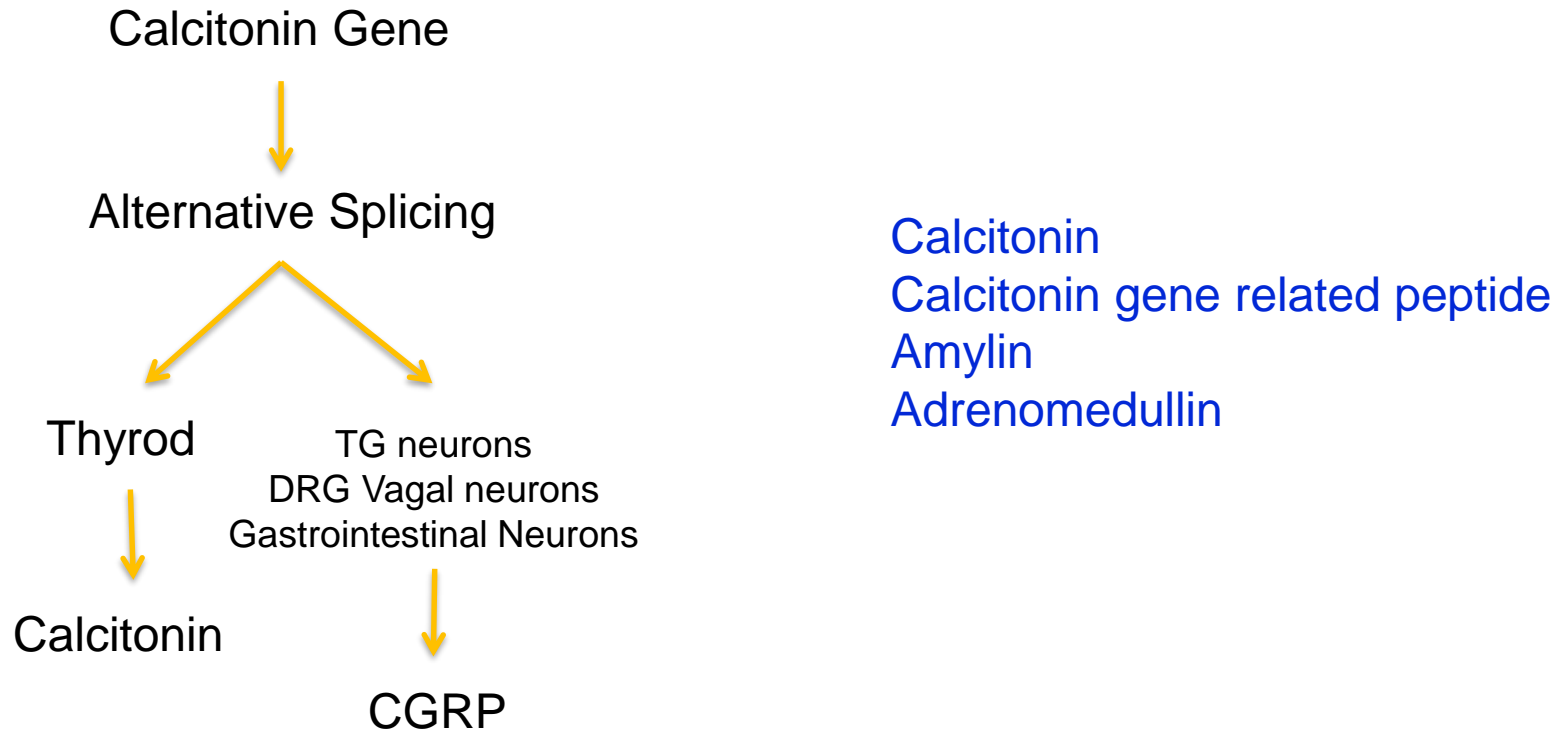 Calcitonin Gene
Alternative Splicing
Thyrod
TG neurons
DRG Vagal neurons
Gastrointestinal Neurons
Calcitonin
CGRP
Calcitonin
Calcitonin gene related peptide
Amylin
Adrenomedullin